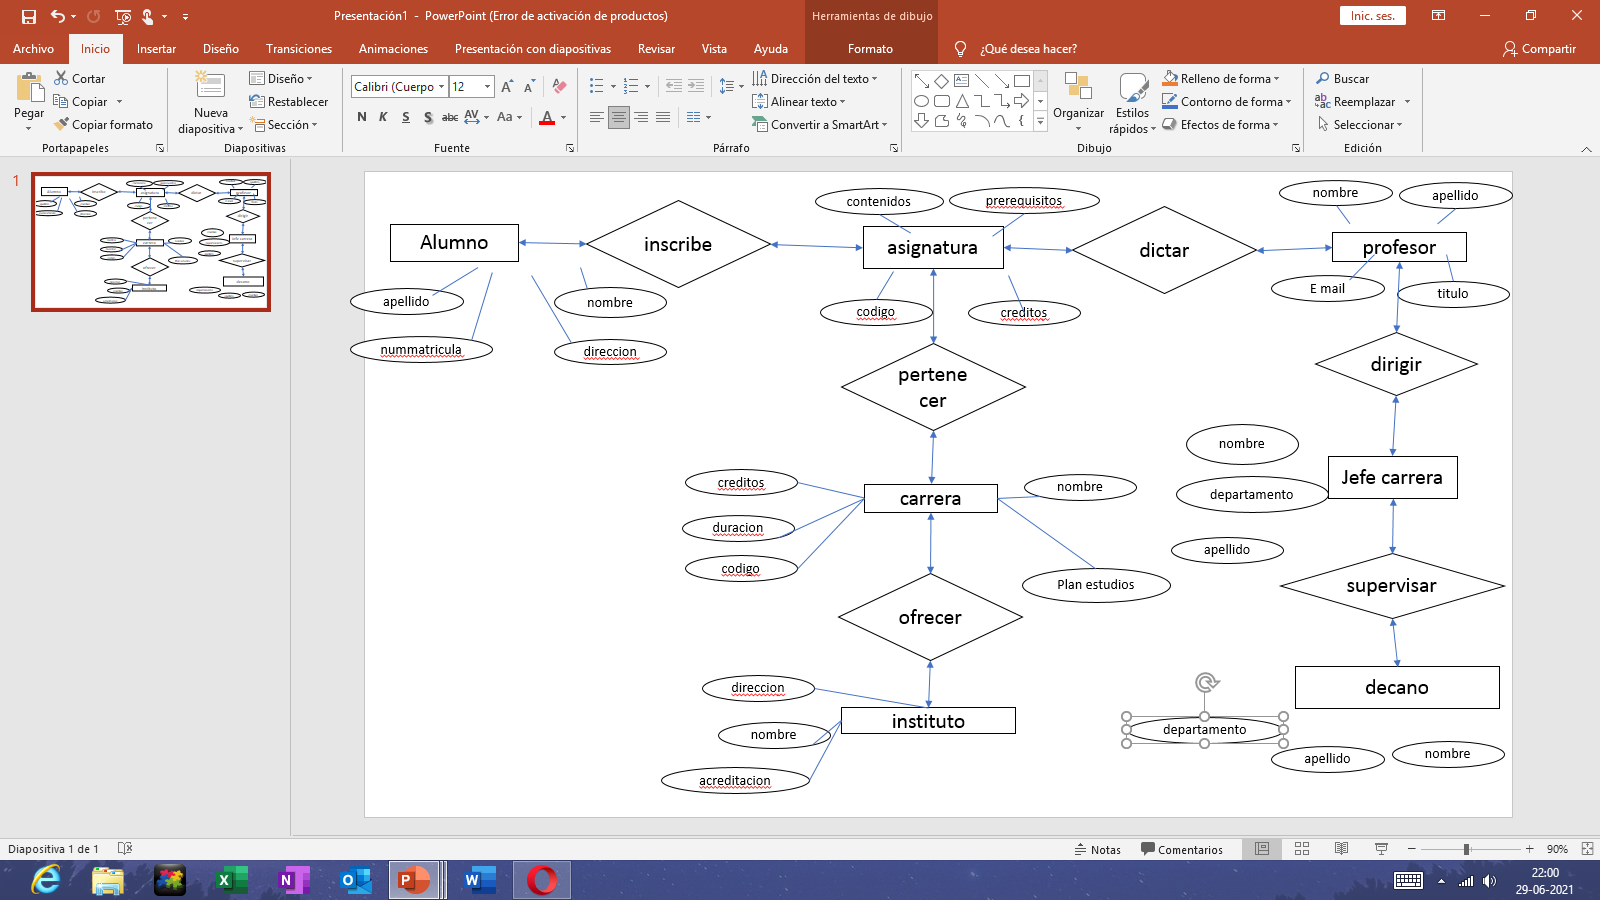 Presentación1 - PowerPoint (Error de activación de productos)
Herramientas de dibujo
Inic. ses.
Archivo
Inicio
Insertar
Diseño
Transiciones
Animaciones
Presentación con diapositivas
Revisar
Vista
Ayuda
Formato
¿Qué desea hacer?
Compartir
Pegar
Cortar
Copiar
Copiar formato
Portapapeles
Nueva
diapositiva
Diseño
Restablecer
Sección
Diapositivas
Calibri (Cuerpo
12
N K S S abc AV Aa A
Fuente
Dirección del texto
Alinear texto
Convertir a SmartArt
Párrafo
Organizar
Estilos
rápidos
Relleno de forma
Contorno de forma
Efectos de forma
Dibujo
Buscar
Reemplazar
Seleccionar
Edición
1
Alumno
inscribe
contenidos
prerequisitos
asignatura
dictar
nombre
apellido
profesor
apellido
nombre
nummatricula
direccion
codigo
creditos
E mail
titulo
pertene
cer
dirigir
nombre
departamento
Jefe carrera
apellido
creditos
duracion
codigo
carrera
nombre
Plan estudios
ofrecer
supervisar
direccion
nombre
acreditacion
instituto
decano
departamento
apellido
nombre
Diapositiva 1 de 1
Notas
Comentarios
90%
22:00
29-06-2021